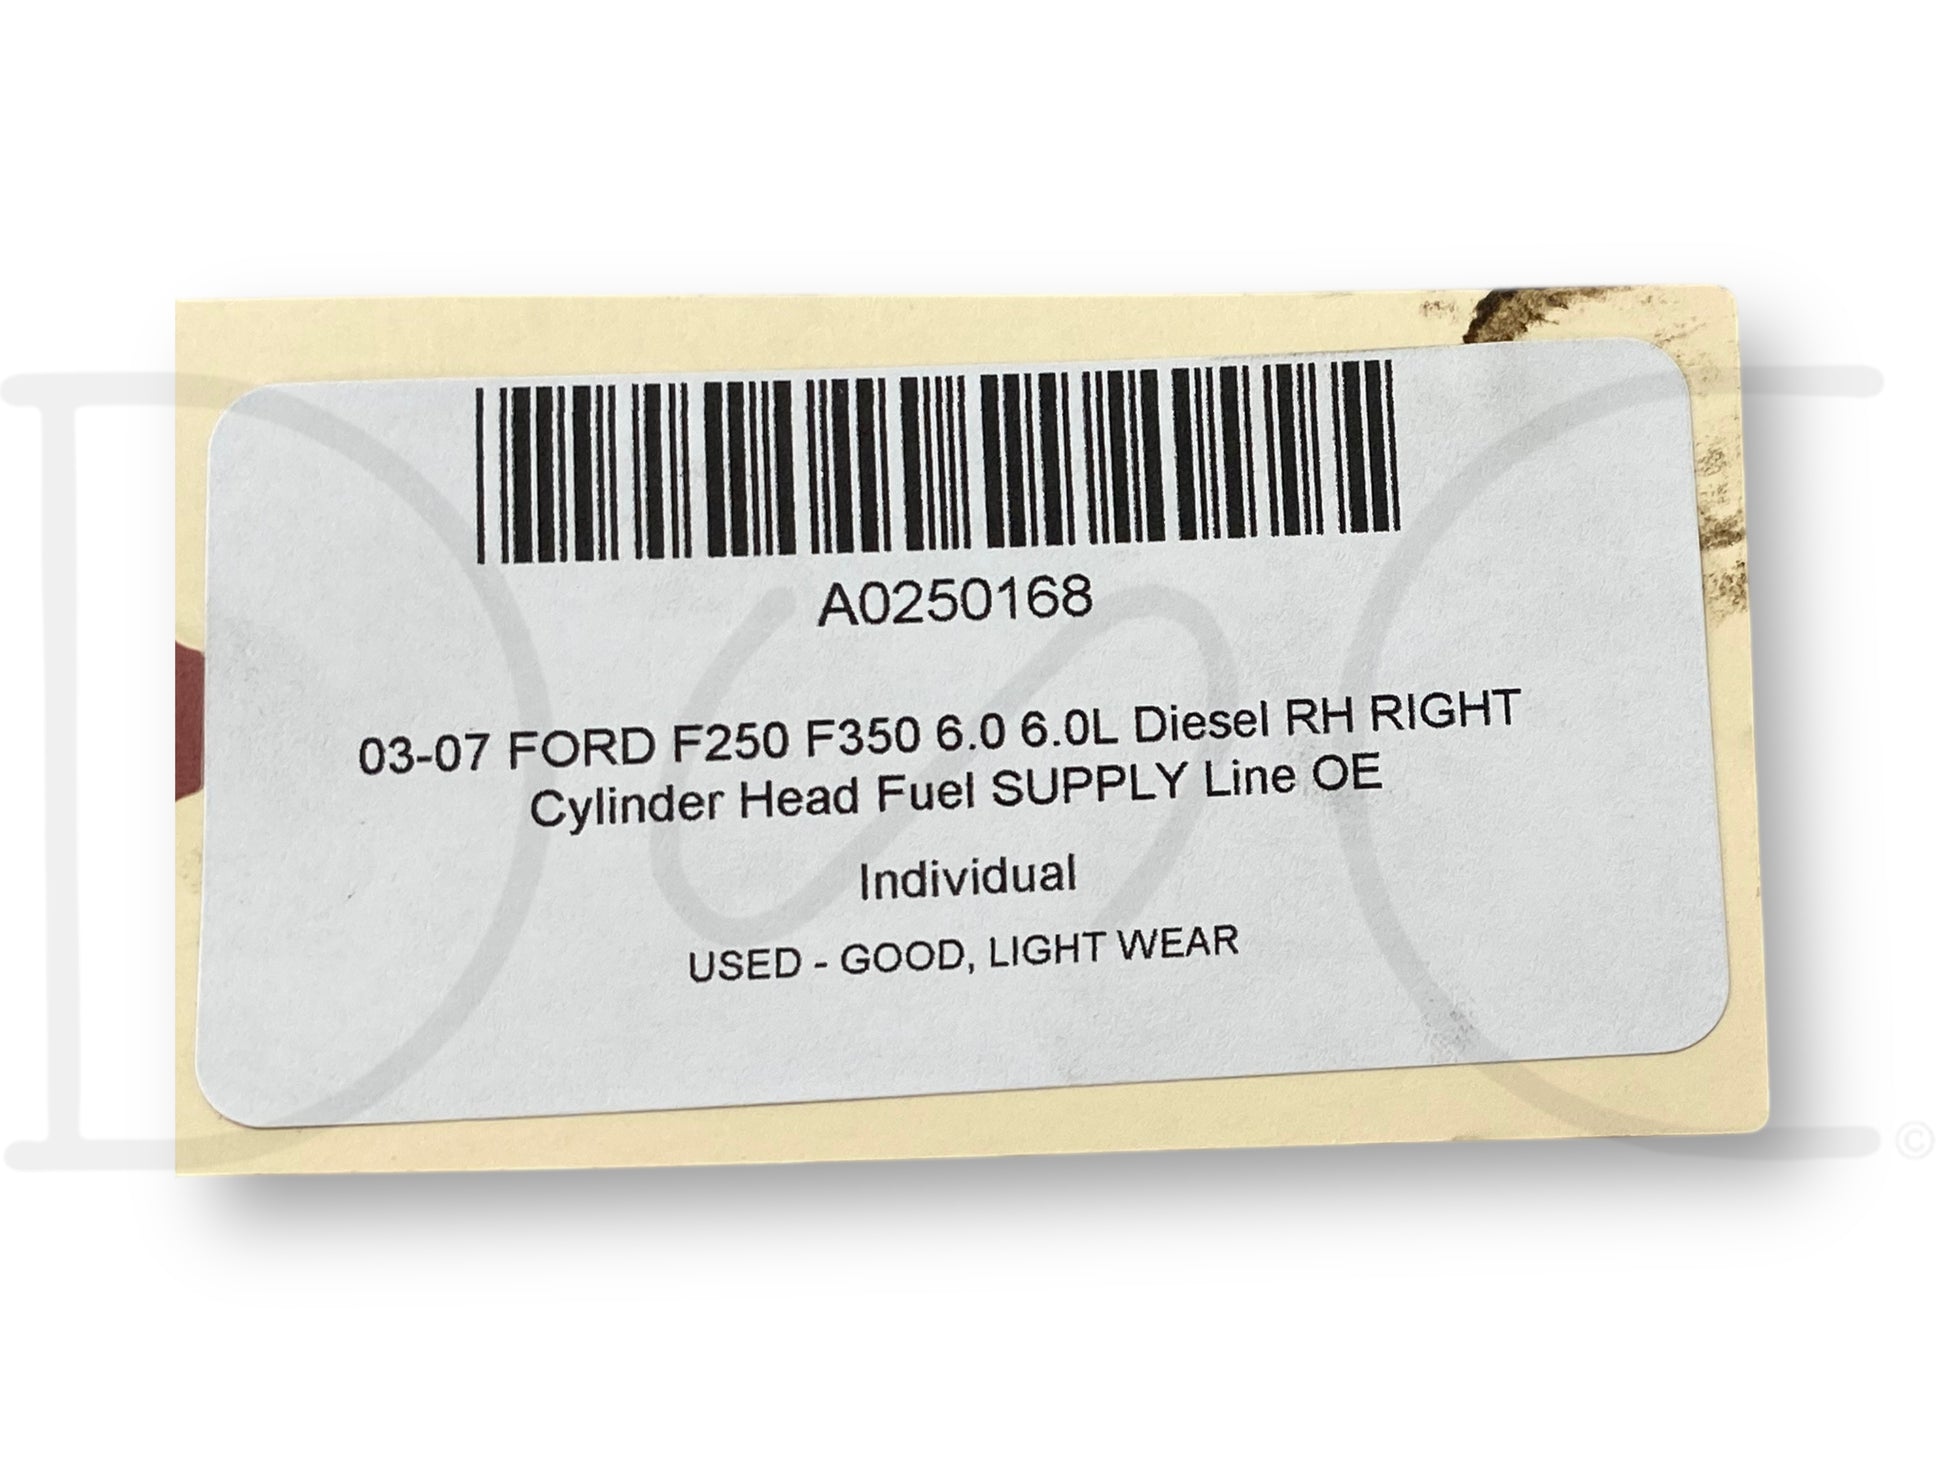 A0250168
03-07 FORD F250 F350 6.0 6.0L Diesel RH RIGHT
Cylinder Head Fuel SUPPLY Line OE
Individual
USED - GOOD, LIGHT WEAR
©